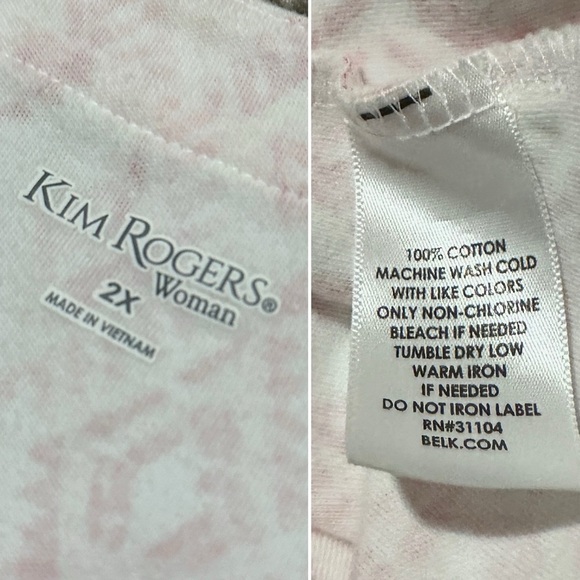 KIM ROGERS®
2X Woman
MADE IN VIETNAM
100% COTTON
MACHINE WASH COLD
WITH LIKE COLORS
ONLY NON-CHLORINE
BLEACH IF NEEDED
TUMBLE DRY LOW
WARM IRON
IF NEEDED
DO NOT IRON LABEL
RN#31104
BELK.COM